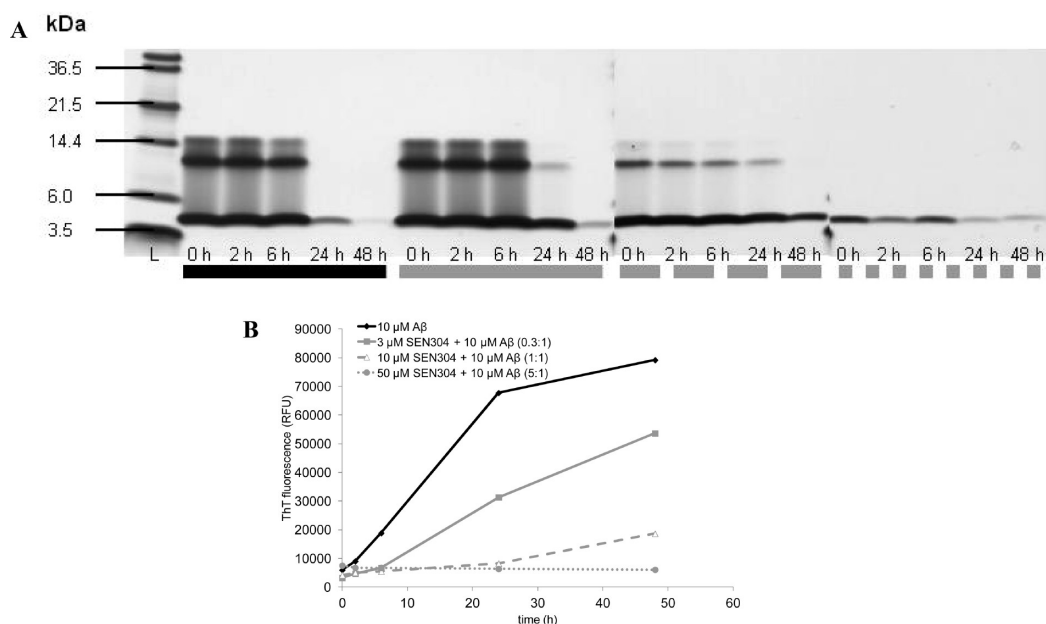 A
kDa
36.5
21.5
14.4
6.0
3.5
L 0 h 2 h 6 h 24 h 48 h 0 h 2 h 6 h 24 h 48 h 0 h 2 h 6 h 24 h 48 h 0 h 2 h 6 h 24 h 48 h
B
90000
80000
70000
60000
50000
40000
30000
20000
10000
0
ThT fluorescence (RFU)
10 µM Aβ
3 µM SEN304 + 10 µM Aβ (0.3:1)
10 µM SEN304 + 10 µM Aβ (1:1)
50 µM SEN304 + 10 µM Aβ (5:1)
0 10 20 30 40 50 60
time (h)